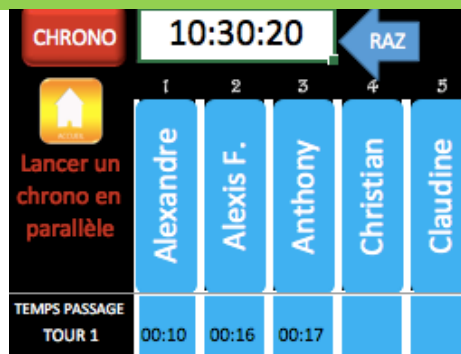 CHRONO
10:30:20
RAZ
1 2 3 4 5
ACCUEIL
Lancer un
chrono en
parallèle
Alexandre
Alexis F.
Anthony
Christian
Claudine
TEMPS PASSAGE
TOUR 1
00:10 00:16 00:17